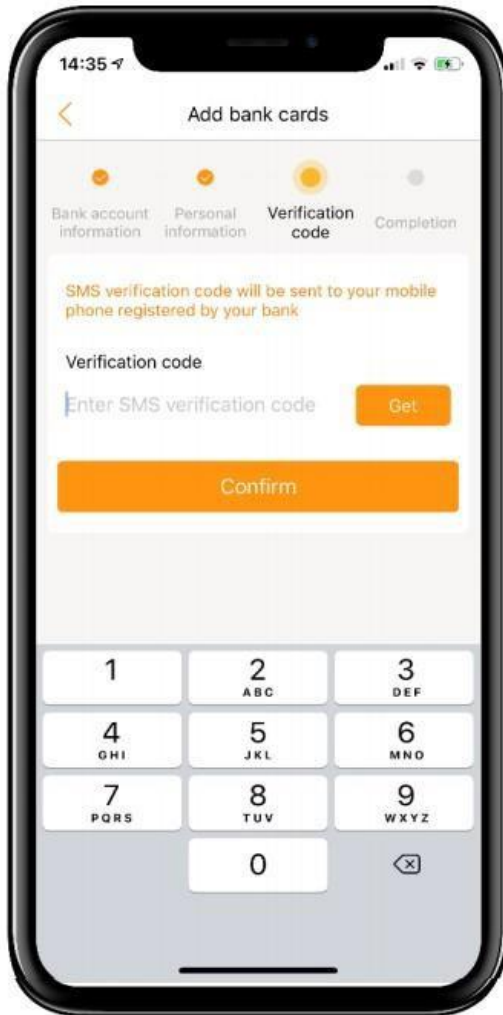 14:35
Add bank cards
Bank account information
Personal information
Verification code
Completion
SMS verification code will be sent to your mobile
phone registered by your bank
Verification code
Enter SMS verification code
Get
Confirm
1
2
ABC
3
DEF
4
GHI
5
JKL
6
MNO
7
PQRS
8
TUV
9
WXYZ
0